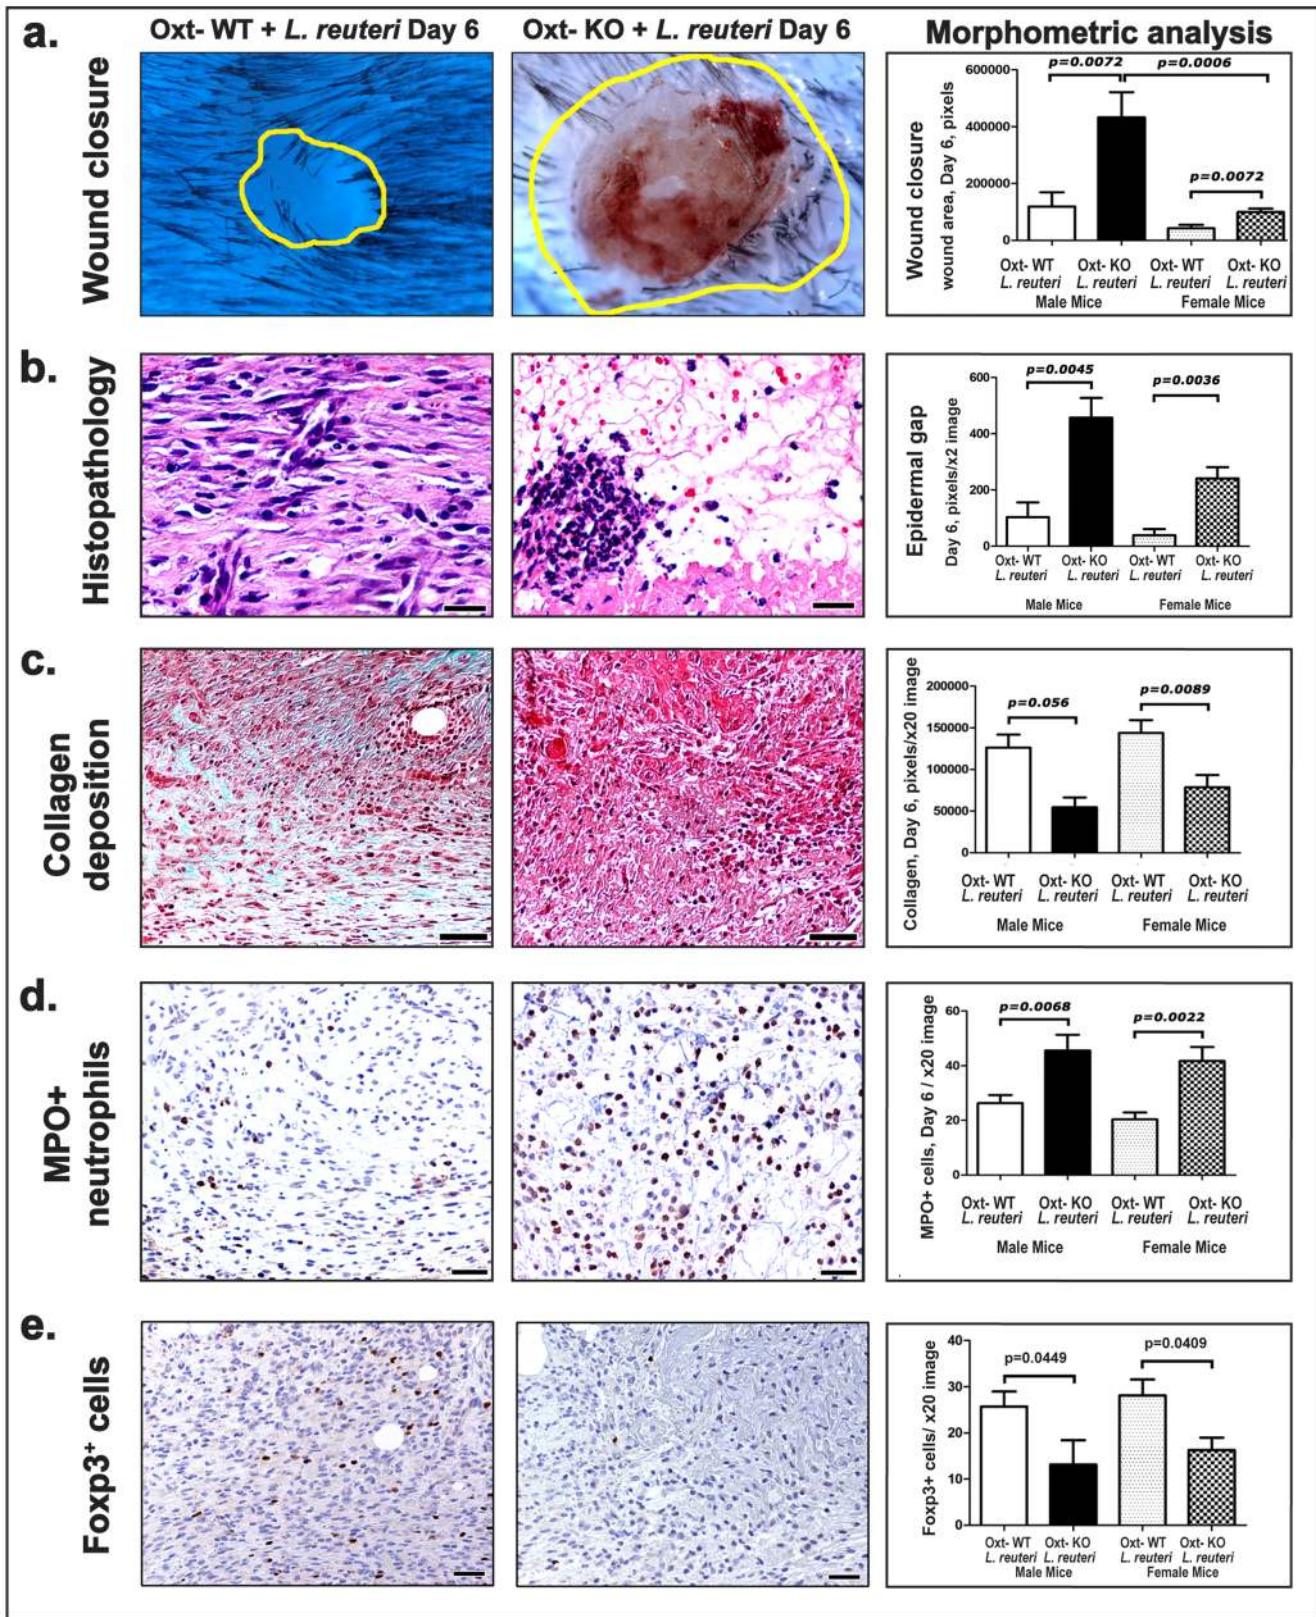 a.
Oxt- WT + L. reuteri Day 6
Oxt- KO + L. reuteri Day 6
Morphometric analysis
Wound closure
Wound closure
wound area, Day 6, pixels
600000
400000
200000
0
p=0.0072
p=0.0006
p=0.0072
Oxt- WT Oxt- KO Oxt- WT Oxt- KO
L. reuteri L. reuteri L. reuteri L. reuteri
Male Mice Female Mice
b.
Histopathology
Epidermal gap
Day 6, pixels/x2 image
600
400
200
0
p=0.0045
p=0.0036
Oxt- WT Oxt- KO Oxt- WT Oxt- KO
L. reuteri L. reuteri L. reuteri L. reuteri
Male Mice Female Mice
c.
Collagen
deposition
Collagen, Day 6, pixels/x20 image
200000
150000
100000
50000
0
p=0.056
p=0.0089
Oxt- WT Oxt- KO Oxt- WT Oxt- KO
L. reuteri L. reuteri L. reuteri L. reuteri
Male Mice Female Mice
d.
MPO+
neutrophils
MPO+ cells, Day 6 / x20 image
60
40
20
0
p=0.0068
p=0.0022
Oxt- WT Oxt- KO Oxt- WT Oxt- KO
L. reuteri L. reuteri L. reuteri L. reuteri
Male Mice Female Mice
e.
Foxp3+ cells
Foxp3+ cells/ x20 image
40
30
20
10
0
p=0.0449
p=0.0409
Oxt- WT Oxt- KO Oxt- WT Oxt- KO
L. reuteri L. reuteri L. reuteri L. reuteri
Male Mice Female Mice